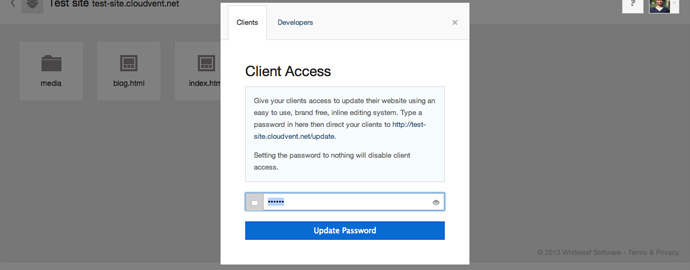 Test site test-site.cloudvent.net
?
Clients
Developers
×
media
blog.html
index.htm
Client Access
Give your clients access to update their website using an
easy to use, brand free, inline editing system. Type a
password in here then direct your clients to http://test-
site.cloudvent.net/update.
Setting the password to nothing will disable client
access.
••••••
Update Password
© 2013 Whitenoat Software - Terms & Privacy